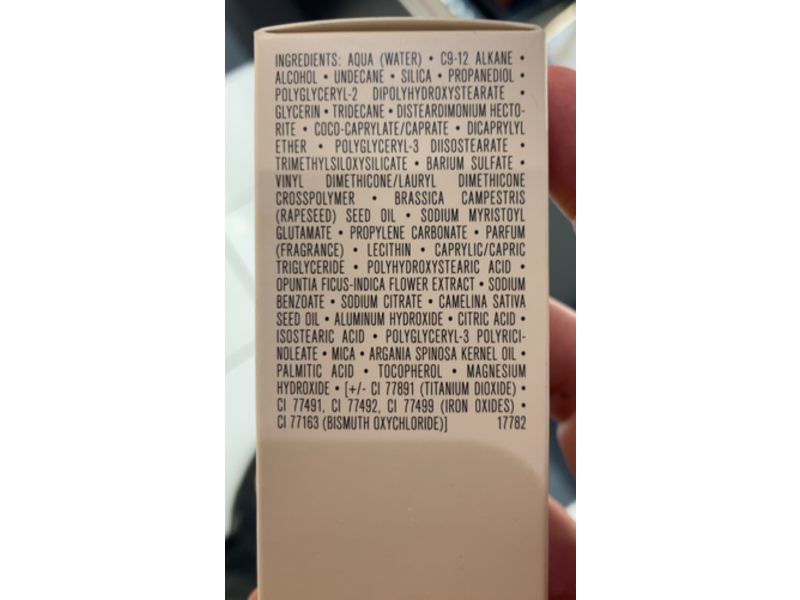 INGREDIENTS: AQUA (WATER) • C9-12 ALKANE •
ALCOHOL • UNDECANE • SILICA • PROPANEDIOL •
POLYGLYCERYL-2 DIPOLYHYDROXYSTEARATE •
GLYCERIN • TRIDECANE • DISTEARDIMONIUM HECTO-
RITE • COCO-CAPRYLATE/CAPRATE • DICAPRYLYL
ETHER • POLYGLYCERYL-3 DIISOSTEARATE •
TRIMETHYLSILOXYSILICATE • BARIUM SULFATE •
VINYL DIMETHICONE/LAURYL DIMETHICONE
CROSSPOLYMER • BRASSICA CAMPESTRIS
(RAPESEED) SEED OIL • SODIUM MYRISTOYL
GLUTAMATE • PROPYLENE CARBONATE • PARFUM
(FRAGRANCE) • LECITHIN • CAPRYLIC/CAPRIC
TRIGLYCERIDE • POLYHYDROXYSTEARIC ACID •
OPUNTIA FICUS-INDICA FLOWER EXTRACT • SODIUM
BENZOATE • SODIUM CITRATE • CAMELINA SATIVA
SEED OIL • ALUMINUM HYDROXIDE • CITRIC ACID •
ISOSTEARIC ACID • POLYGLYCERYL-3 POLYRICI-
NOLEATE • MICA • ARGANIA SPINOSA KERNEL OIL •
PALMITIC ACID • TOCOPHEROL • MAGNESIUM
HYDROXIDE • [+/- CI 77891 (TITANIUM DIOXIDE) •
CI 77491, CI 77492, CI 77499 (IRON OXIDES) •
CI 77163 (BISMUTH OXYCHLORIDE)] 17782